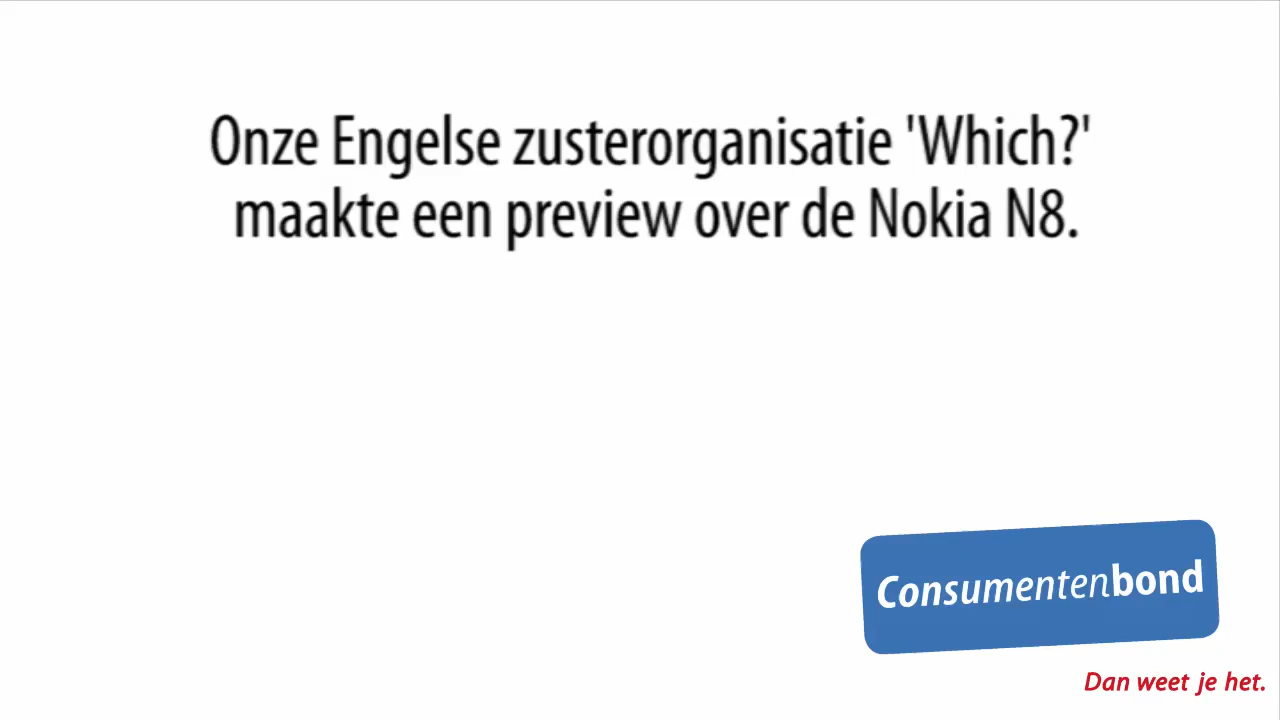 Onze Engelse zusterorganisatie 'Which?'
maakte een preview over de Nokia N8.
Consumentenbond
Dan weet je het.